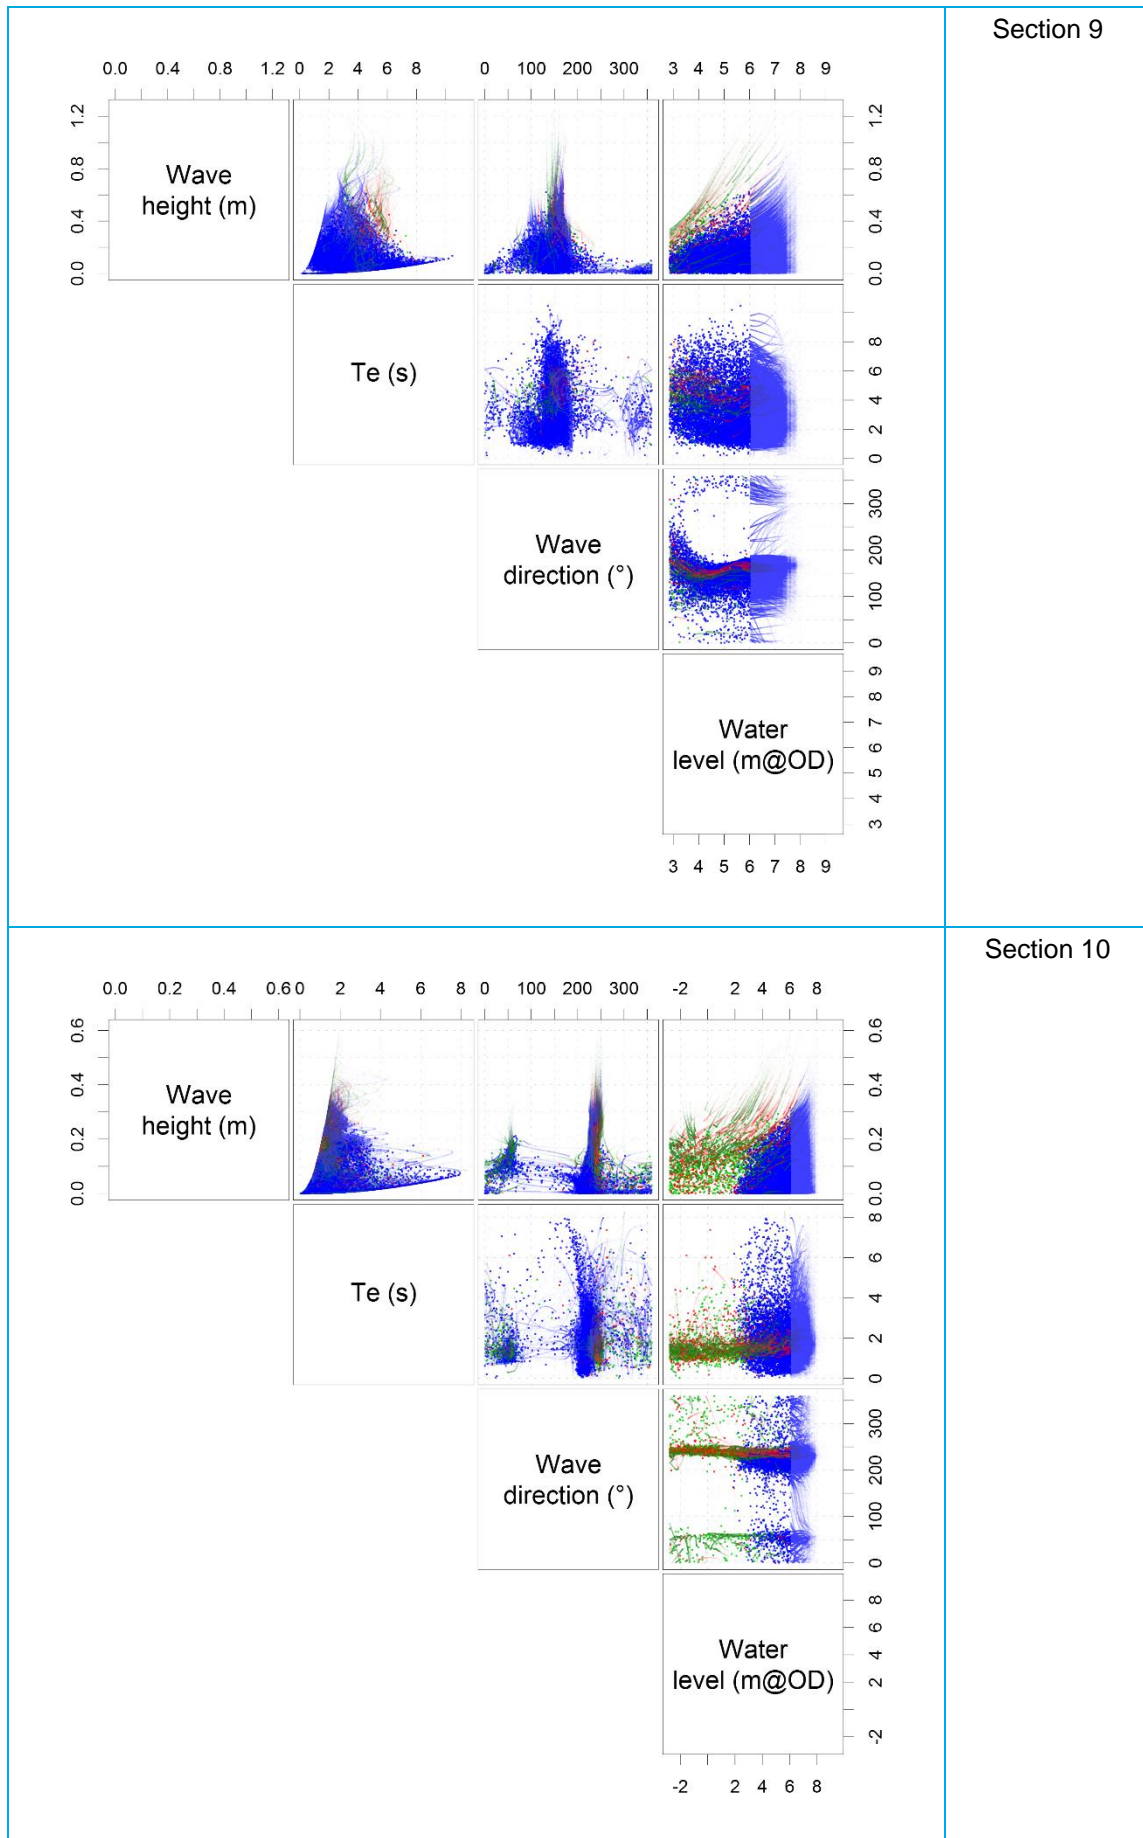 Section 9
0.0 0.4 0.8 1.2 0 2 4 6 8 0 100 200 300 3 4 5 6 7 8 9
0.0 0.4 0.8 1.2
Wave
height (m)
0.0 0.4 0.8 1.2
Te (s)
0 2 4 6 8
Wave
direction (°)
0 100 200 300
Water
level (m@OD)
3 4 5 6 7 8 9
3 4 5 6 7 8 9
Section 10
0.0 0.2 0.4 0.6 0 2 4 6 8 0 100 200 300 -2 2 4 6 8
0.0 0.2 0.4 0.6
Wave
height (m)
0.0 0.2 0.4 0.6
Te (s)
0 2 4 6 8
Wave
direction (°)
0 100 200 300
Water
level (m@OD)
-2 2 4 6 8
-2 2 4 6 8